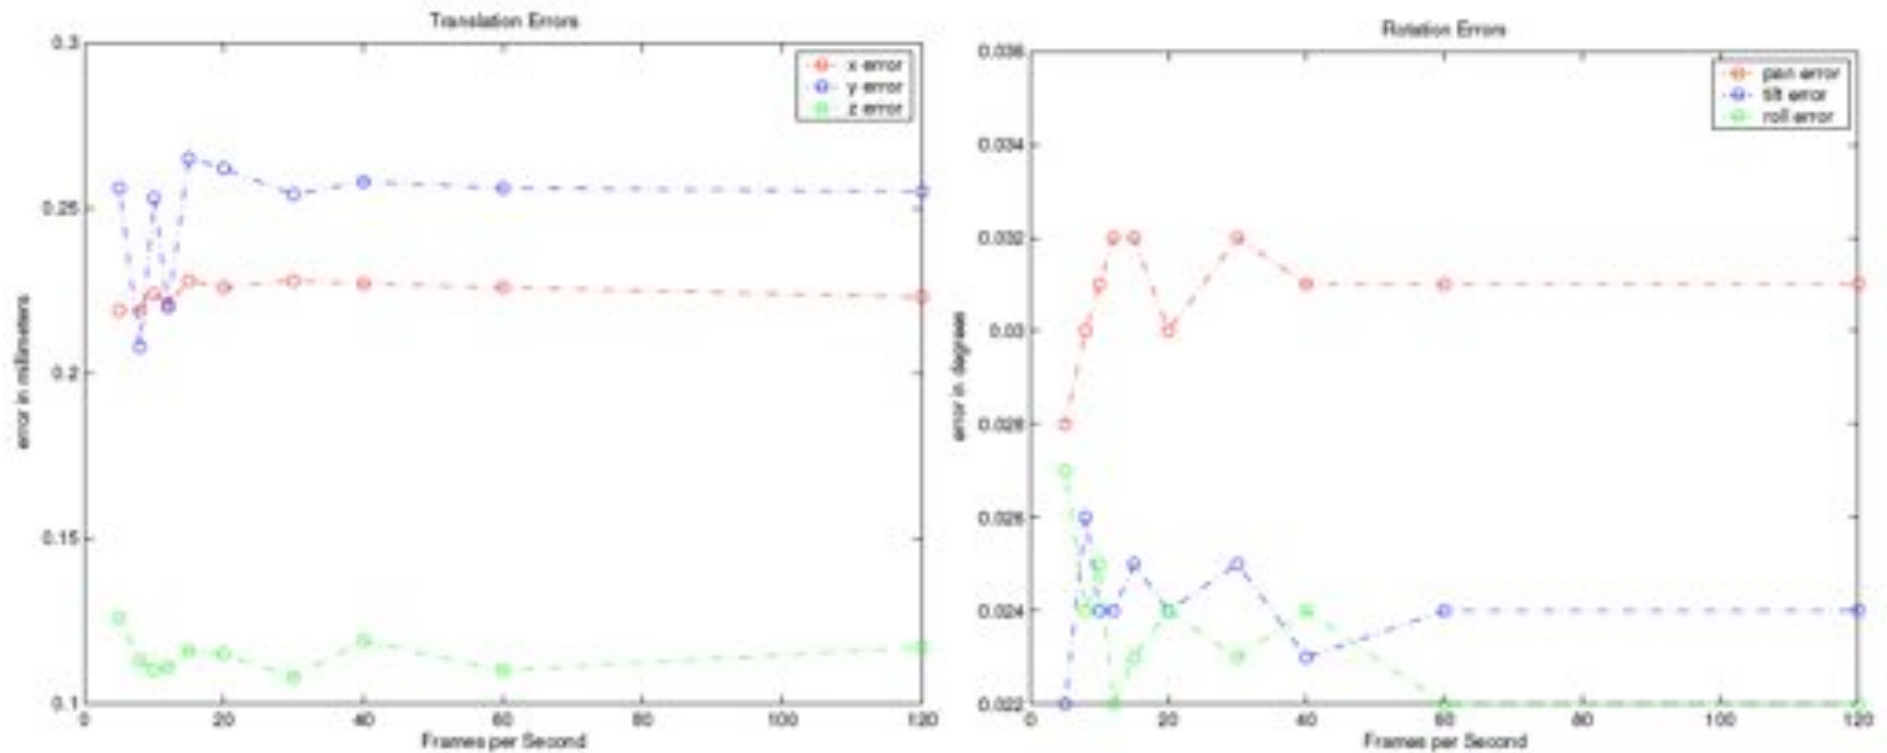 Translation Errors
0.3
0.25
0.2
0.15
0.1
error in millimeters
x error
y error
z error
0 20 40 60 80 100 120
Frames per Second
Rotation Errors
0.036
0.034
0.032
0.03
0.028
0.026
0.024
0.022
error in degrees
pan error
tilt error
roll error
0 20 40 60 80 100 120
Frames per Second